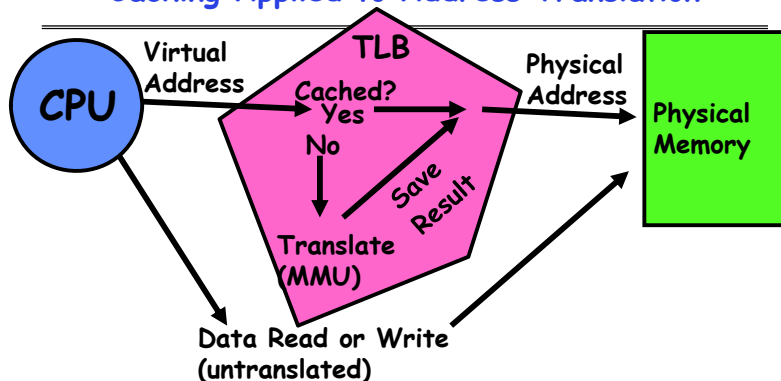 Caching Applied to Address Translation
TLB
Virtual
Address
Physical
Address
CPU
Cached?
Yes
No
Physical
Memory
Save
Result
Translate
(MMU)
Data Read or Write
(untranslated)